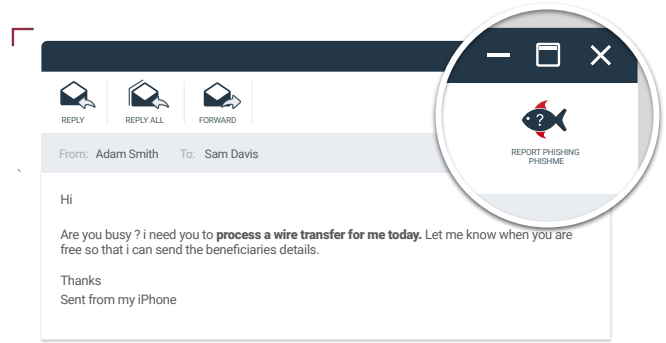 REPLY
REPLY ALL
FORWARD
REPORT PHISHING
PHISHME
From: Adam Smith To: Sam Davis
Hi
Are you busy ? i need you to process a wire transfer for me today. Let me know when you are
free so that i can send the beneficiaries details.
Thanks
Sent from my iPhone